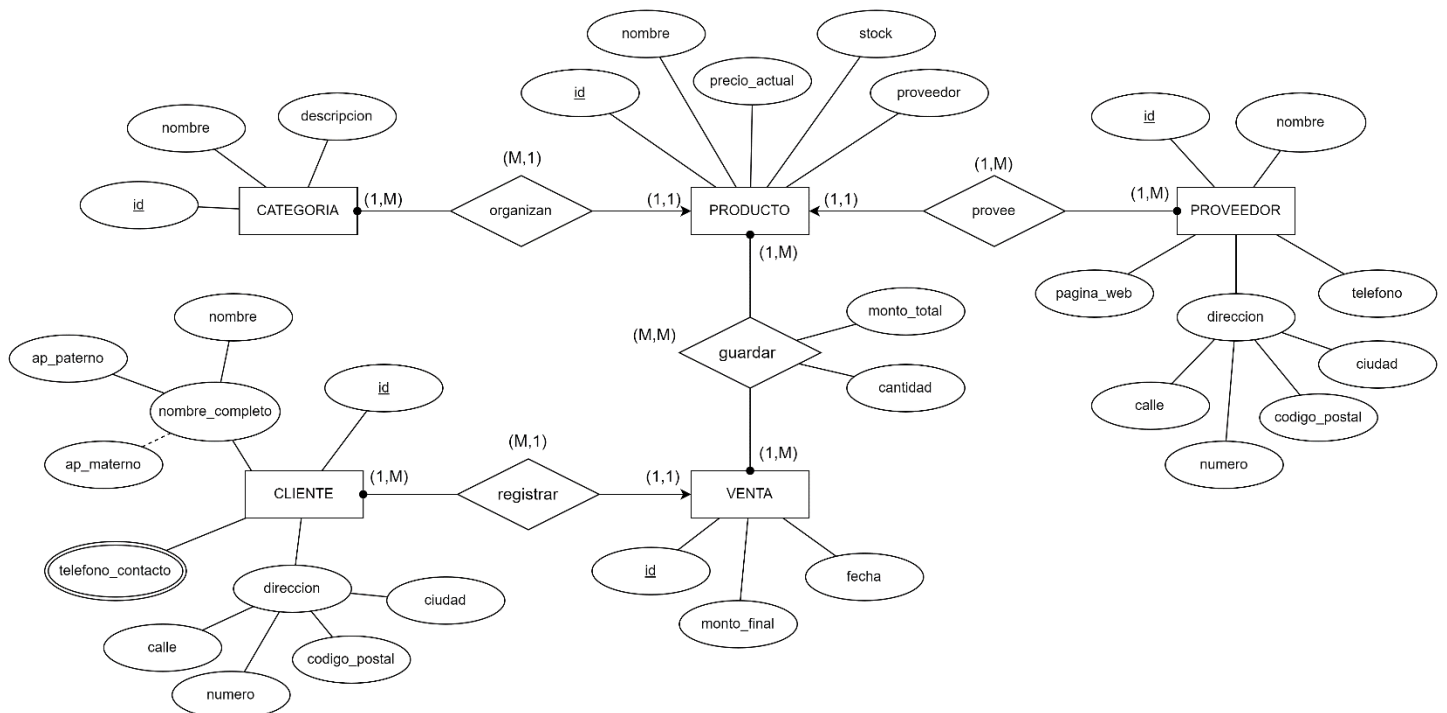 nombre
stock
precio_actual
id
proveedor
id
nombre
descripcion
nombre
id
CATEGORIA
(1,M)
(M,1)
organizan
(1,1)
PRODUCTO
(1,1)
(1,M)
provee
(1,M)
PROVEEDOR
(1,M)
pagina_web
telefono
direccion
ciudad
calle
codigo_postal
numero
monto_total
(M,M)
guardar
cantidad
nombre
ap_paterno
id
nombre_completo
ap_materno
(M,1)
CLIENTE
(1,M)
registrar
(1,1)
(1,M)
VENTA
telefono_contacto
direccion
ciudad
calle
codigo_postal
numero
id
fecha
monto_final